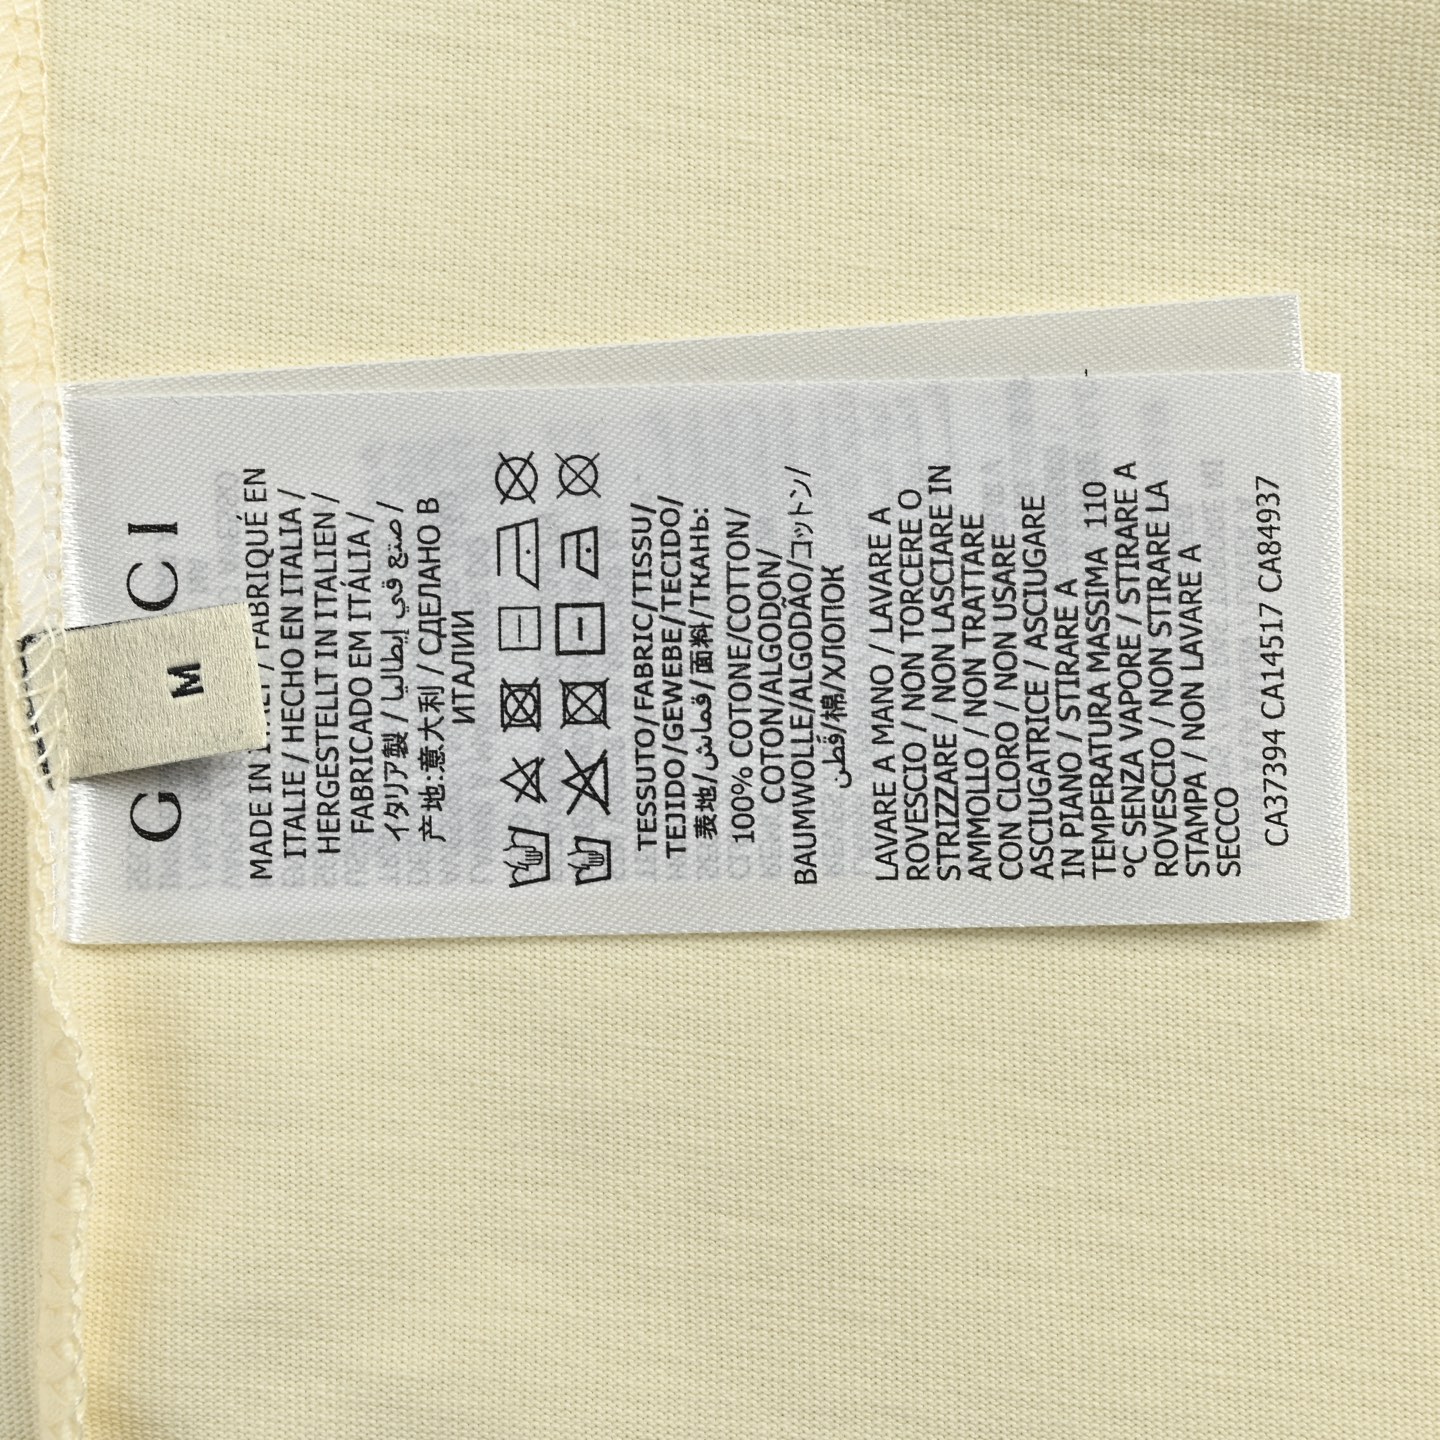 G CI
M
MADE IN ITALY / FABRIQUÉ EN
ITALIE / HECHO EN ITALIA /
HERGESTELLT IN ITALIEN /
FABRICADO EM ITÁLIA /
イタリア製 / صنع في إيطاليا /
产地:意大利 / СДЕЛАНО В
ИТАЛИИ
TESSUTO/FABRIC/TISSU/
TEJIDO/GEWEBE/TECIDO/
表地/قماش/面料/ТКАНЬ:
100% COTONE/COTTON/
COTON/ALGODÓN/
BAUMWOLLE/ALGODÃO/コットン/
قطن/棉/ХЛОПОК
LAVARE A MANO / LAVARE A
ROVESCIO / NON TORCERE O
STRIZZARE / NON LASCIARE IN
AMMOLLO / NON TRATTARE
CON CLORO / NON USARE
ASCIUGATRICE / ASCIUGARE
IN PIANO / STIRARE A
TEMPERATURA MASSIMA 110
°C SENZA VAPORE / STIRARE A
ROVESCIO / NON STIRARE LA
STAMPA / NON LAVARE A
SECCO
CA37394 CA14517 CA84937